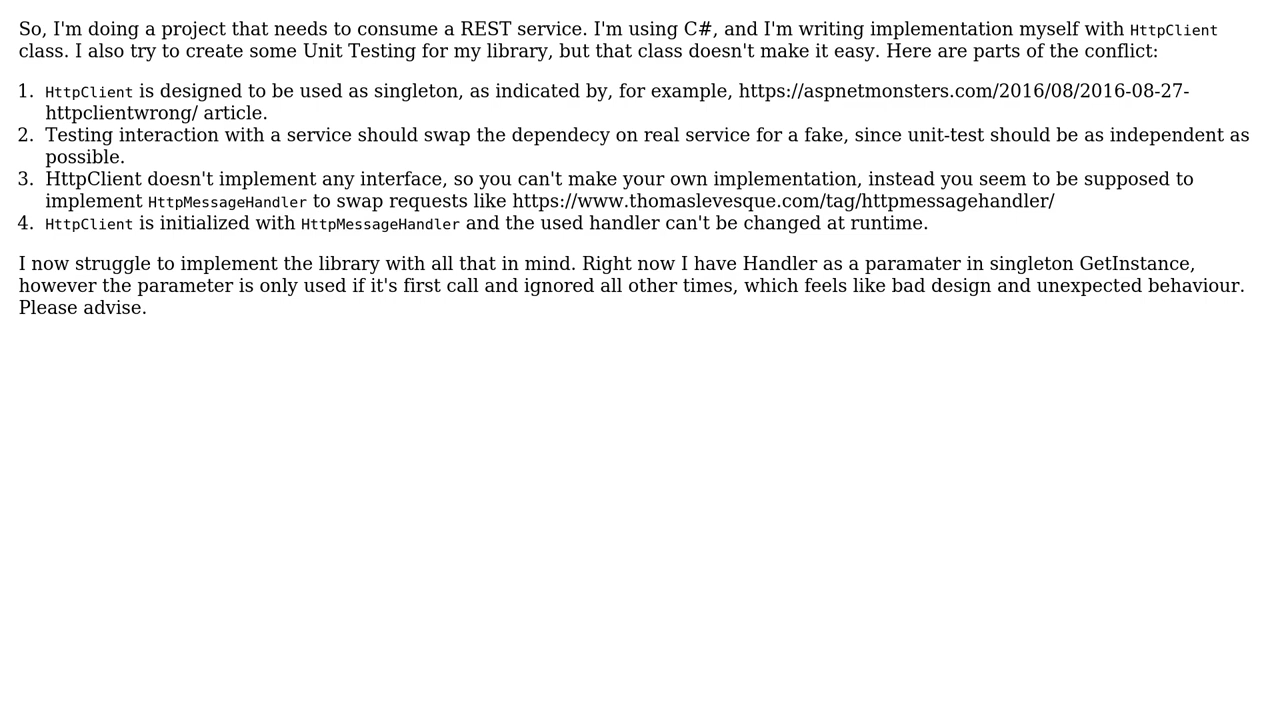 So, I'm doing a project that needs to consume a REST service. I'm using C#, and I'm writing implementation myself with HttpClient
class. I also try to create some Unit Testing for my library, but that class doesn't make it easy. Here are parts of the conflict:
1. HttpClient is designed to be used as singleton, as indicated by, for example, https://aspnetmonsters.com/2016/08/2016-08-27-
httpclientwrong/ article.
2. Testing interaction with a service should swap the dependecy on real service for a fake, since unit-test should be as independent as
possible.
3. HttpClient doesn't implement any interface, so you can't make your own implementation, instead you seem to be supposed to
implement HttpMessageHandler to swap requests like https://www.thomaslevesque.com/tag/httpmessagehandler/
4. HttpClient is initialized with HttpMessageHandler and the used handler can't be changed at runtime.
I now struggle to implement the library with all that in mind. Right now I have Handler as a paramater in singleton GetInstance,
however the parameter is only used if it's first call and ignored all other times, which feels like bad design and unexpected behaviour.
Please advise.